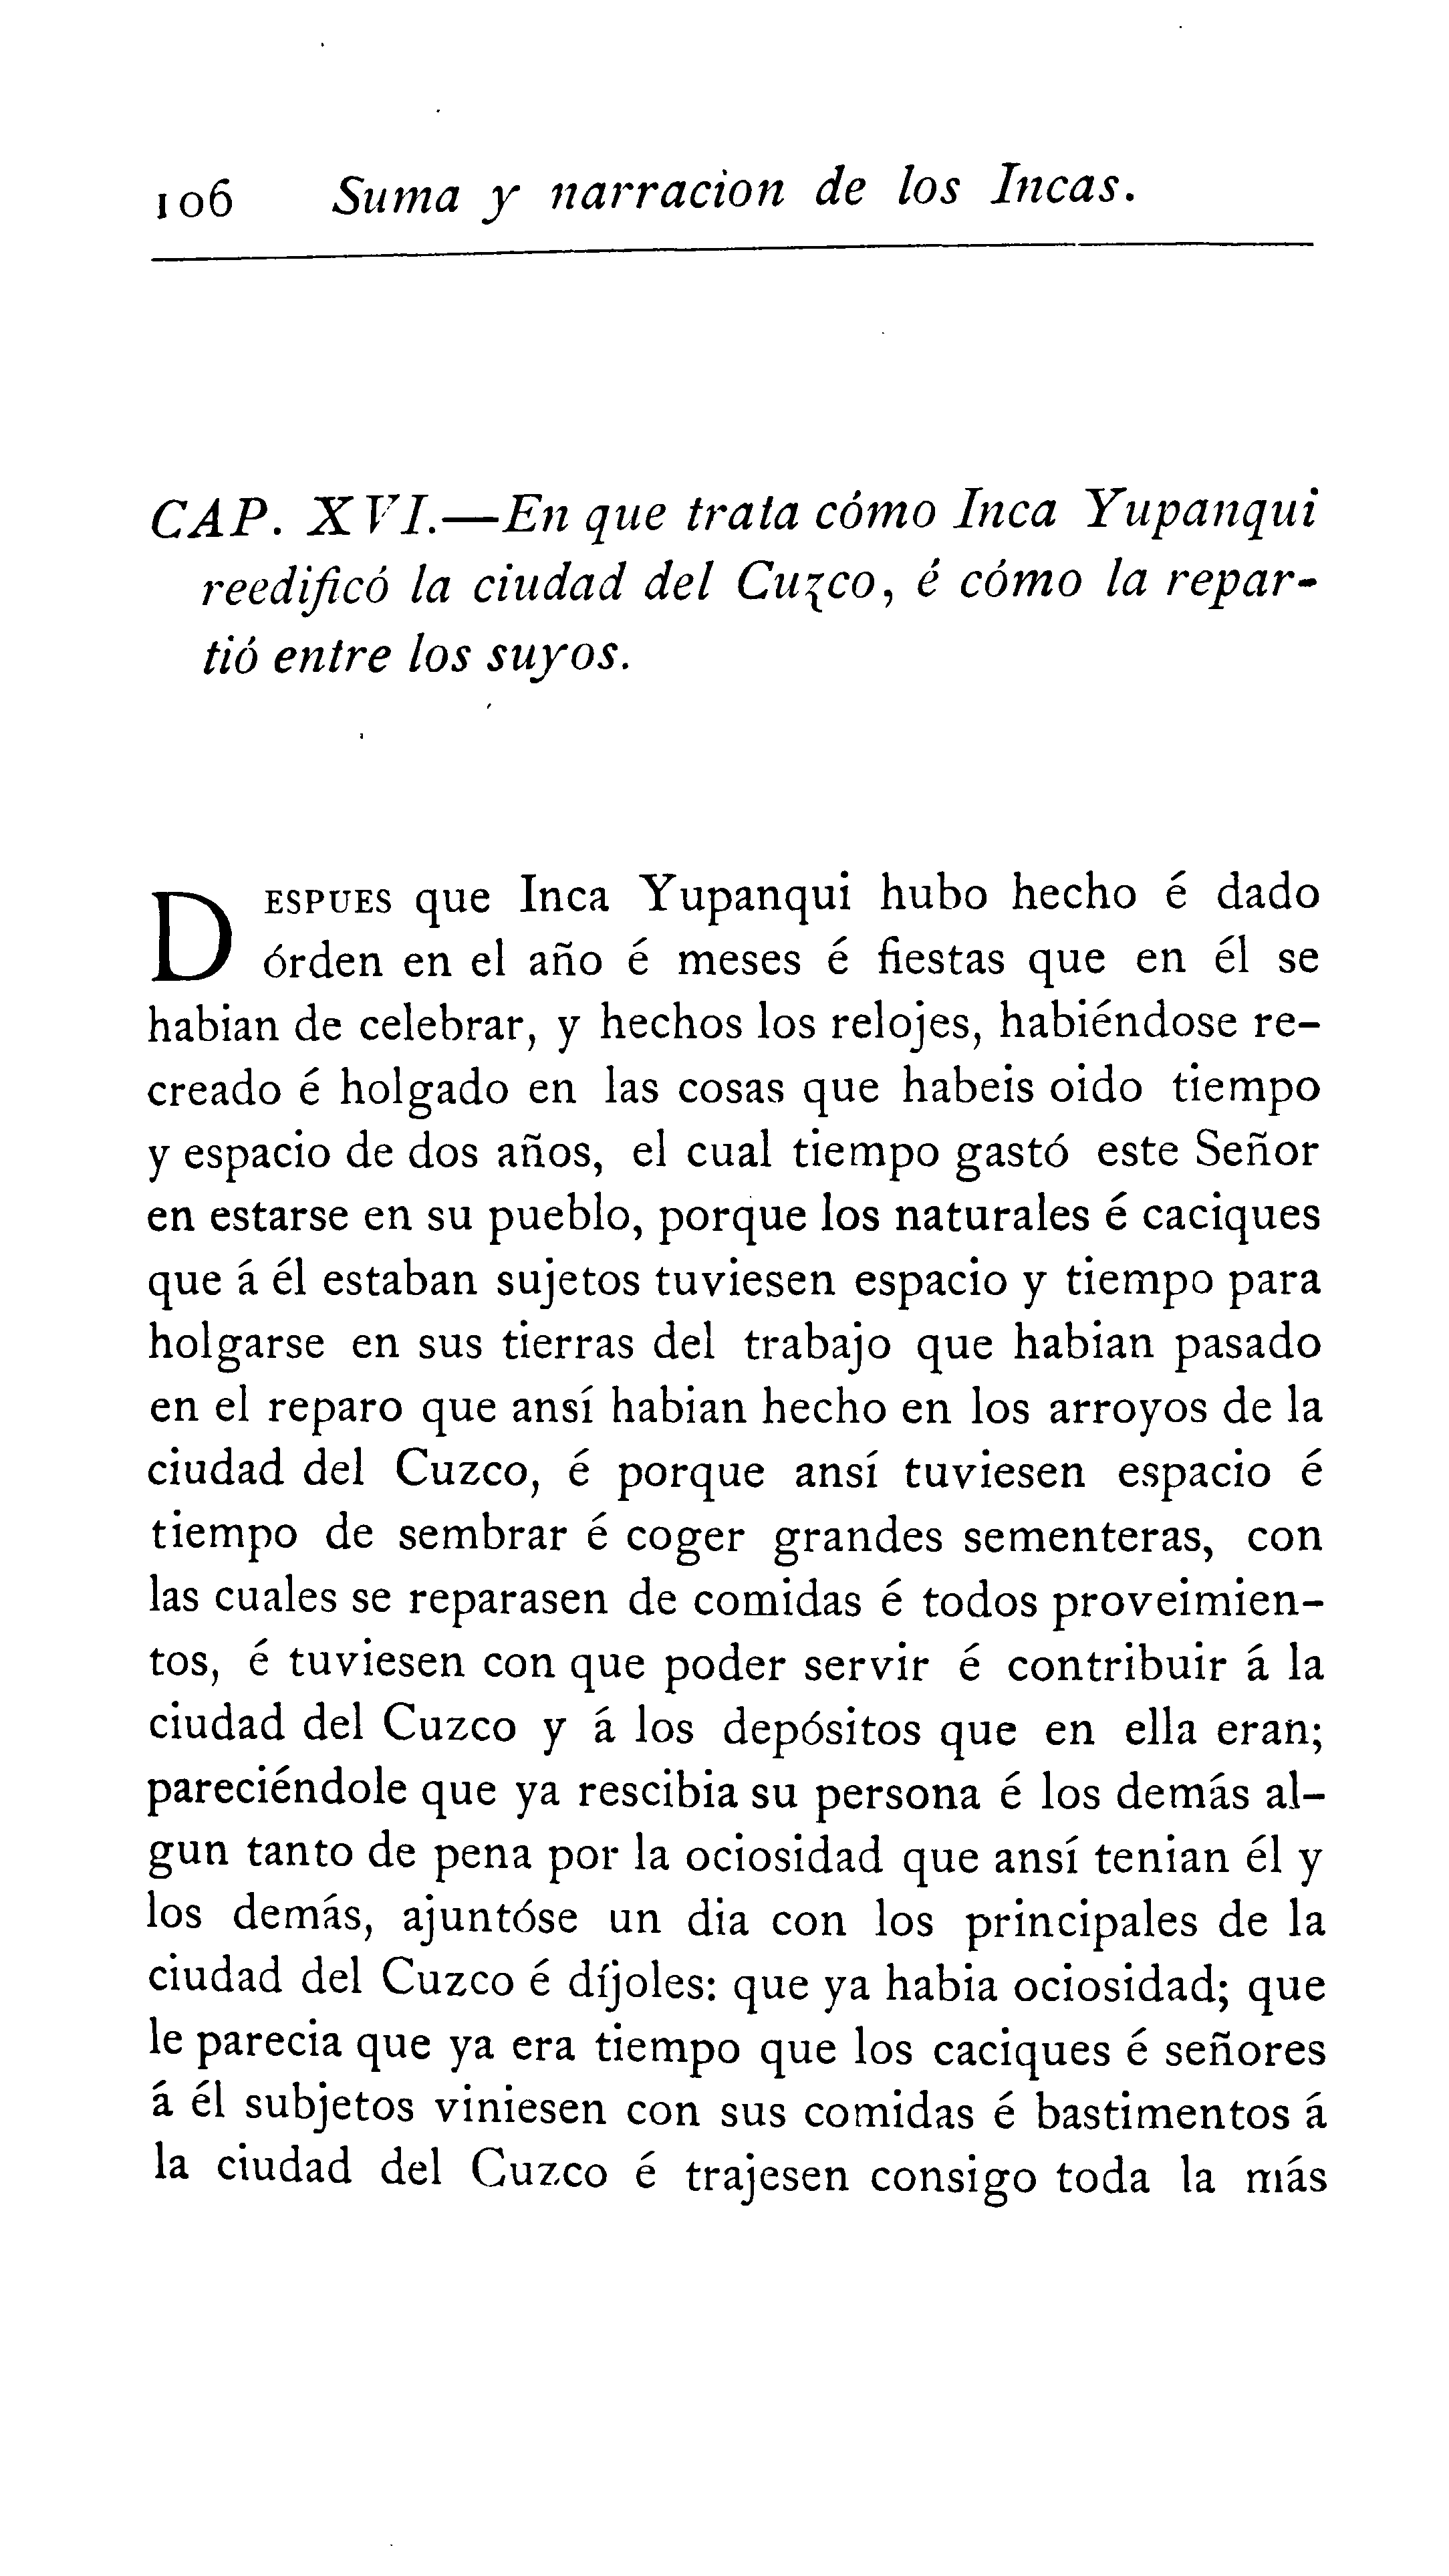 106 Suma y narracion de los Incas.
CAP. XVI.—En que trata cómo Inca Yupanqui
reedificó la ciudad del Cuzco, é cómo la repar-
tió entre los suyos.
DESPUES que Inca Yupanqui hubo hecho é dado
órden en el año é meses é fiestas que en él se
habian de celebrar, y hechos los relojes, habiéndose re-
creado é holgado en las cosas que habeis oido tiempo
y espacio de dos años, el cual tiempo gastó este Señor
en estarse en su pueblo, porque los naturales é caciques
que á él estaban sujetos tuviesen espacio y tiempo para
holgarse en sus tierras del trabajo que habian pasado
en el reparo que ansí habian hecho en los arroyos de la
ciudad del Cuzco, é porque ansí tuviesen espacio é
tiempo de sembrar é coger grandes sementeras, con
las cuales se reparasen de comidas é todos proveimien-
tos, é tuviesen con que poder servir é contribuir á la
ciudad del Cuzco y á los depósitos que en ella eran;
pareciéndole que ya rescibia su persona é los demás al-
gun tanto de pena por la ociosidad que ansí tenian él y
los demás, ajuntóse un dia con los principales de la
ciudad del Cuzco é díjoles: que ya habia ociosidad; que
le parecia que ya era tiempo que los caciques é señores
á él subjetos viniesen con sus comidas é bastimentos á
la ciudad del Cuzco é trajesen consigo toda la más